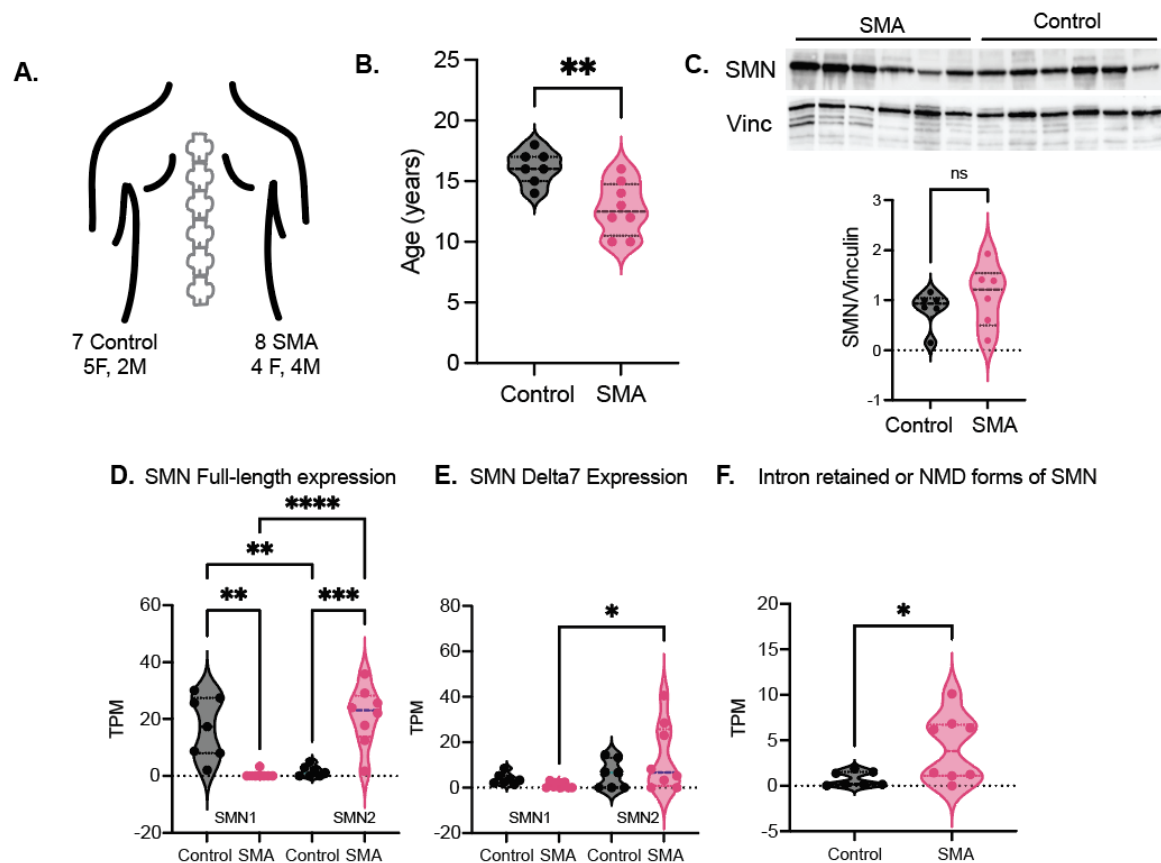 A.
7 Control
5F, 2M
8 SMA
4 F, 4M
B.
**
Age (years)
25
20
15
10
5
0
Control
SMA
C.
SMA
Control
SMN
Vinc
ns
SMN/Vinculin
3
2
1
0
-1
Control
SMA
D. SMN Full-length expression
****
**
**
***
TPM
60
40
20
0
-20
SMN1
SMN2
Control SMA
Control SMA
E. SMN Delta7 Expression
*
TPM
80
60
40
20
0
-20
SMN1
SMN2
Control SMA
Control SMA
F. Intron retained or NMD forms of SMN
*
TPM
20
15
10
5
0
-5
Control
SMA